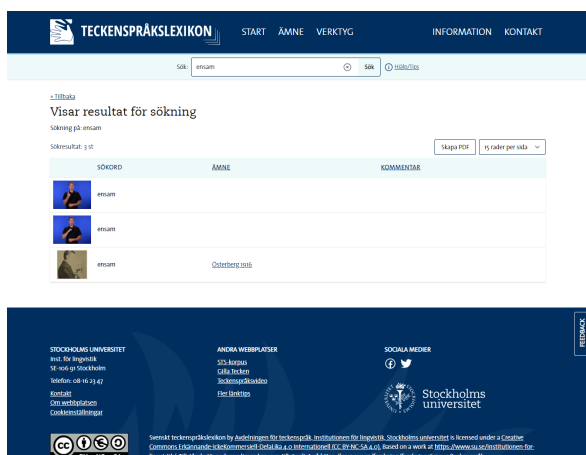 TECKENSPRÅKSLEXIKON START ÄMNE VERKTYG INFORMATION KONTAKT
Sök: ensam Sök Hjälp/Tips
« Tillbaka
Visar resultat för sökning
Sökning på: ensam
Sökresultat: 3 st
Skapa PDF 15 rader per sida
SÖKORD ÄMNE KOMMENTAR
ensam
ensam
ensam Österberg 1916
FEEDBACK
STOCKHOLMS UNIVERSITET ANDRA WEBBPLATSER SOCIALA MEDIER
Inst. för lingvistik STS-korpus
SE-106 91 Stockholm Gilla Tecken
Telefon: 08-16 23 47 Teckenspråksvideo
Kontakt Fler länktips
Om webbplatsen
Cookieinställningar
Stockholms
universitet
Svenskt teckenspråkslexikon by Avdelningen för teckenspråk, Institutionen för lingvistik, Stockholms universitet is licensed under a Creative
Commons Erkännande-IckeKommersiell-DelaLika 4.0 Internationell (CC BY-NC-SA 4.0). Based on a work at https://www.su.se/institutionen-for-